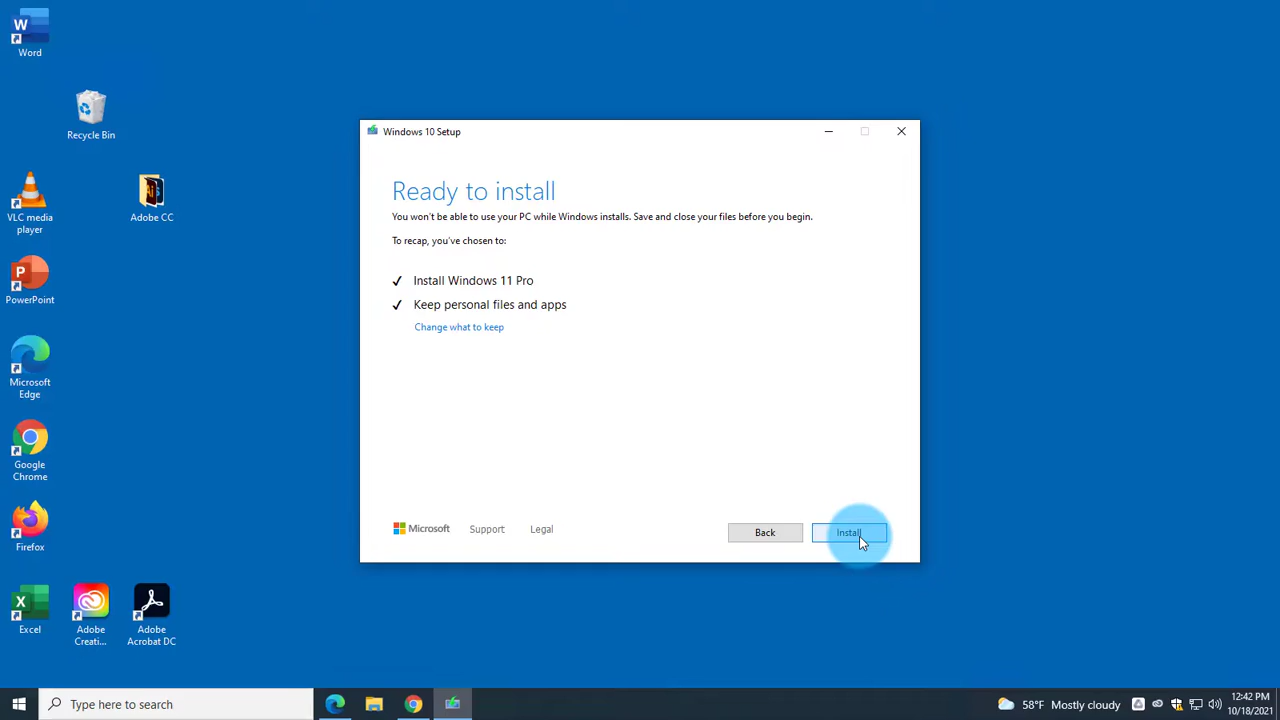 Word
Recycle Bin
VLC media
player
Adobe CC
PowerPoint
Microsoft
Edge
Google
Chrome
Firefox
Excel
Adobe
Creati...
Adobe
Acrobat DC
Windows 10 Setup
Ready to install
You won't be able to use your PC while Windows installs. Save and close your files before you begin.
To recap, you've chosen to:
✓ Install Windows 11 Pro
✓ Keep personal files and apps
Change what to keep
Microsoft Support Legal
Back Install
Type here to search
58°F Mostly cloudy
12:42 PM
10/18/2021